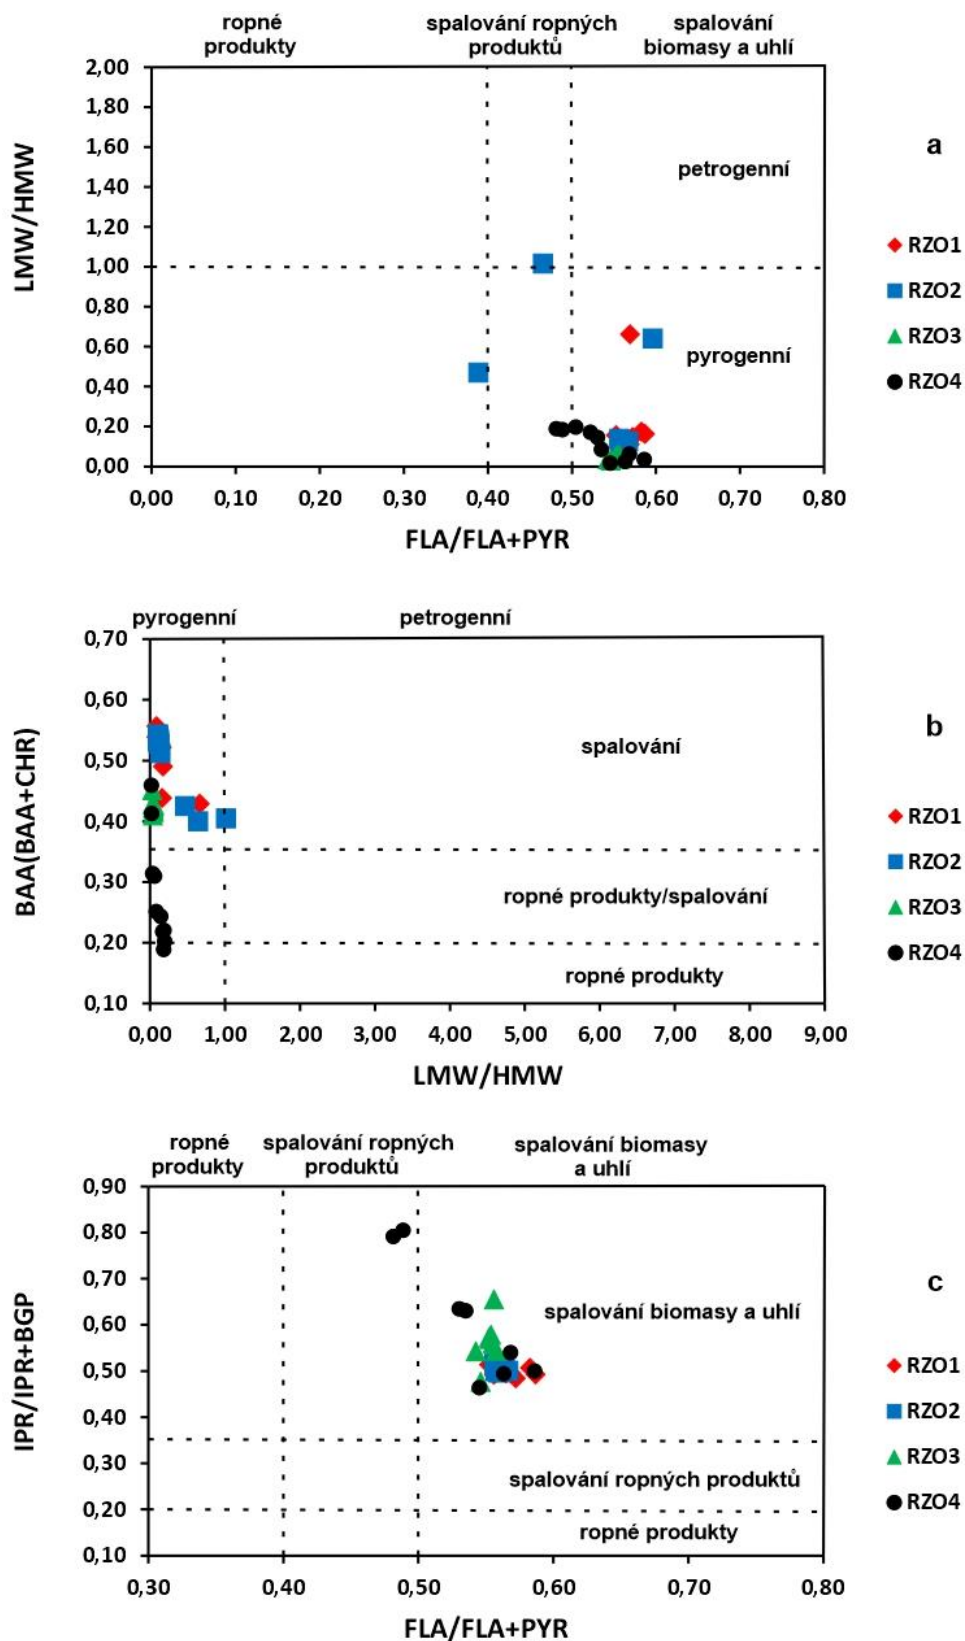 ropné
produkty
spalování ropných
produktů
spalování
biomasy a uhlí
2,00
1,80
1,60
1,40
1,20
1,00
0,80
0,60
0,40
0,20
0,00
LMW/HMW
petrogenní
pyrogenní
a
RZO1
RZO2
RZO3
RZO4
0,00 0,10 0,20 0,30 0,40 0,50 0,60 0,70 0,80
FLA/FLA+PYR
pyrogenní petrogenní
0,70
0,60
0,50
0,40
0,30
0,20
0,10
BAA(BAA+CHR)
spalování
ropné produkty/spalování
ropné produkty
b
RZO1
RZO2
RZO3
RZO4
0,00 1,00 2,00 3,00 4,00 5,00 6,00 7,00 8,00 9,00
LMW/HMW
ropné
produkty
spalování ropných
produktů
spalování biomasy
a uhlí
0,90
0,80
0,70
0,60
0,50
0,40
0,30
0,20
0,10
IPR/IPR+BGP
spalování biomasy a uhlí
spalování ropných produktů
ropné produkty
c
RZO1
RZO2
RZO3
RZO4
0,30 0,40 0,50 0,60 0,70 0,80
FLA/FLA+PYR